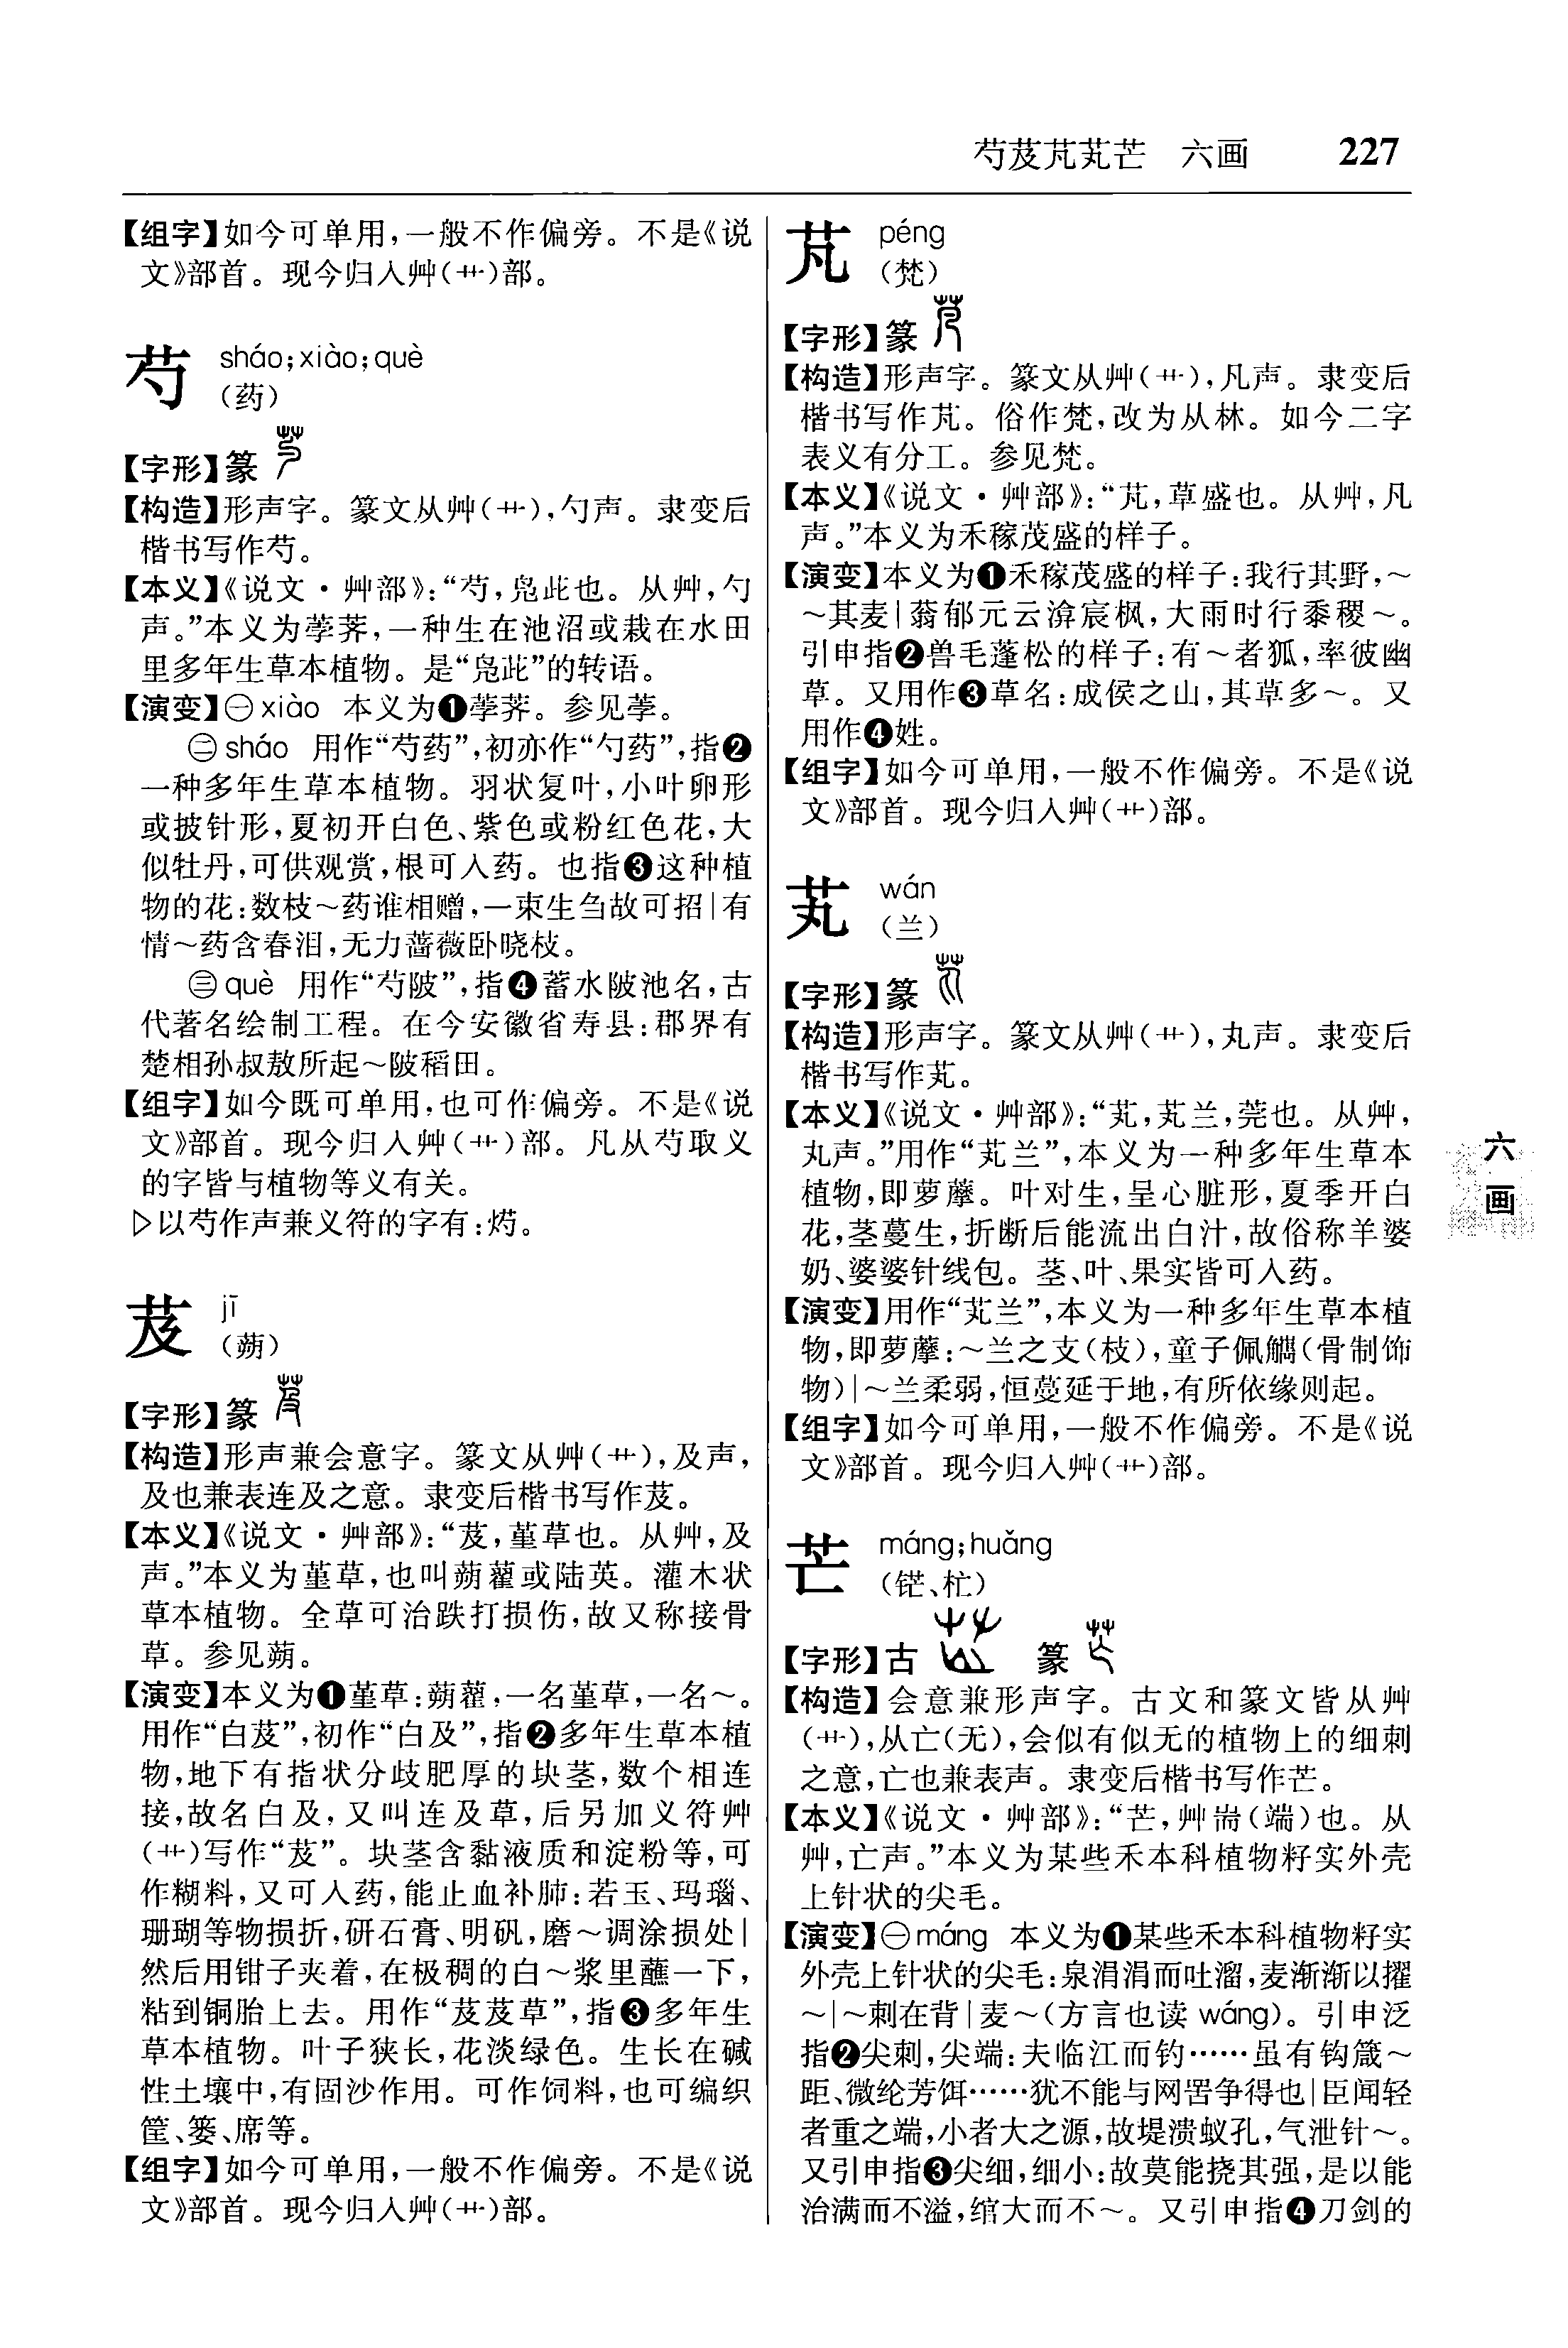 芍芨芃芄芒　六画　227
【组字】如今可单用,一般不作偏旁。不是《说
文》部首。现今归入艸(艹)部。
芍 sháo;xiào;què
(药)
【字形】篆
【构造】形声字。篆文从艸(艹),勺声。隶变后
楷书写作芍。
【本义】《说文·艸部》:“芍,凫茈也。从艸,勺
声。”本义为荸荠,一种生在池沼或栽在水田
里多年生草本植物。是“凫茈”的转语。
【演变】㊀xiào 本义为❶荸荠。参见荸。
㊁sháo 用作“芍药”,初亦作“勺药”,指❷
一种多年生草本植物。羽状复叶,小叶卵形
或披针形,夏初开白色、紫色或粉红色花,大
似牡丹,可供观赏,根可入药。也指❸这种植
物的花:数枝～药谁相赠,一束生刍故可招|有
情～药含春泪,无力蔷薇卧晓枝。
㊂què 用作“芍陂”,指❹蓄水陂池名,古
代著名绘制工程。在今安徽省寿县:郡界有
楚相孙叔敖所起～陂稻田。
【组字】如今既可单用,也可作偏旁。不是《说
文》部首。现今归入艸(艹)部。凡从芍取义
的字皆与植物等义有关。
▷以芍作声兼义符的字有:䓎。
芨 jī
(蒴)
【字形】篆
【构造】形声兼会意字。篆文从艸(艹),及声,
及也兼表连及之意。隶变后楷书写作芨。
【本义】《说文·艸部》:“芨,堇草也。从艸,及
声。”本义为堇草,也叫蒴藋或陆英。灌木状
草本植物。全草可治跌打损伤,故又称接骨
草。参见蒴。
【演变】本义为❶堇草:蒴藋,一名堇草,一名～。
用作“白芨”,初作“白及”,指❷多年生草本植
物,地下有指状分歧肥厚的块茎,数个相连
接,故名白及,又叫连及草,后另加义符艸
(艹)写作“芨”。块茎含黏液质和淀粉等,可
作糊料,又可入药,能止血补肺:若玉、玛瑙、
珊瑚等物损折,研石膏、明矾,磨～调涂损处|
然后用钳子夹着,在极稠的白～浆里蘸一下,
粘到铜胎上去。用作“芨芨草”,指❸多年生
草本植物。叶子狭长,花淡绿色。生长在碱
性土壤中,有固沙作用。可作饲料,也可编织
筐、篓、席等。
【组字】如今可单用,一般不作偏旁。不是《说
文》部首。现今归入艸(艹)部。
芃 péng
(梵)
【字形】篆
【构造】形声字。篆文从艸(艹),凡声。隶变后
楷书写作芃。俗作梵,改为从林。如今二字
表义有分工。参见梵。
【本义】《说文·艸部》:“芃,草盛也。从艸,凡
声。”本义为禾稼茂盛的样子。
【演变】本义为❶禾稼茂盛的样子:我行其野,～
～其麦|蓊郁元云渰宸枫,大雨时行黍稷～。
引申指❷兽毛蓬松的样子:有～者狐,率彼幽
草。又用作❸草名:成侯之山,其草多～。又
用作❹姓。
【组字】如今可单用,一般不作偏旁。不是《说
文》部首。现今归入艸(艹)部。
芄 wán
(兰)
【字形】篆
【构造】形声字。篆文从艸(艹),丸声。隶变后
楷书写作芄。
【本义】《说文·艸部》:“芄,芄兰,莞也。从艸,
丸声。”用作“芄兰”,本义为一种多年生草本
植物,即萝藦。叶对生,呈心脏形,夏季开白
花,茎蔓生,折断后能流出白汁,故俗称羊婆
奶、婆婆针线包。茎、叶、果实皆可入药。
【演变】用作“芄兰”,本义为一种多年生草本植
物,即萝藦:～兰之支(枝),童子佩觿(骨制饰
物)|～兰柔弱,恒蔓延于地,有所依缘则起。
【组字】如今可单用,一般不作偏旁。不是《说
文》部首。现今归入艸(艹)部。
芒 máng;huǎng
(铓、杧)
【字形】古 篆
【构造】会意兼形声字。古文和篆文皆从艸
(艹),从亡(无),会似有似无的植物上的细刺
之意,亡也兼表声。隶变后楷书写作芒。
【本义】《说文·艸部》:“芒,艸耑(端)也。从
艸,亡声。”本义为某些禾本科植物籽实外壳
上针状的尖毛。
【演变】㊀máng 本义为❶某些禾本科植物籽实
外壳上针状的尖毛:泉涓涓而吐溜,麦渐渐以擢
～|～刺在背|麦～(方言也读 wáng)。引申泛
指❷尖刺,尖端:夫临江而钓……虽有钩箴～
距、微纶芳饵……犹不能与网罟争得也|臣闻轻
者重之端,小者大之源,故堤溃蚁孔,气泄针～。
又引申指❸尖细,细小:故莫能挠其强,是以能
治满而不溢,绾大而不～。又引申指❹刀剑的
六
画